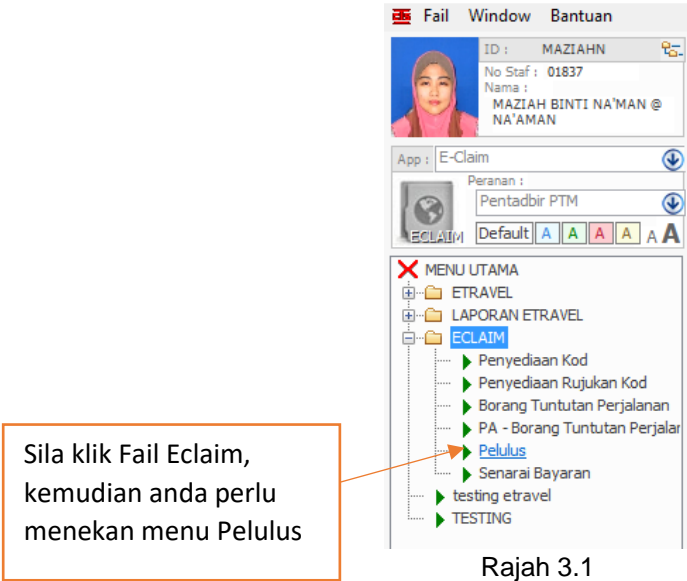 Fail Window Bantuan
ID : MAZIAHN
No Staf : 01837
Nama :
MAZIAH BINTI NA'MAN @
NA'AMAN
App : E-Claim
Peranan :
Pentadbir PTM
ECLAIM Default A A A A A A
MENU UTAMA
ETRAVEL
LAPORAN ETRAVEL
ECLAIM
Penyediaan Kod
Penyediaan Rujukan Kod
Borang Tuntutan Perjalanan
PA - Borang Tuntutan Perjalar
Pelulus
Senarai Bayaran
testing etravel
TESTING
Sila klik Fail Eclaim,
kemudian anda perlu
menekan menu Pelulus
Rajah 3.1